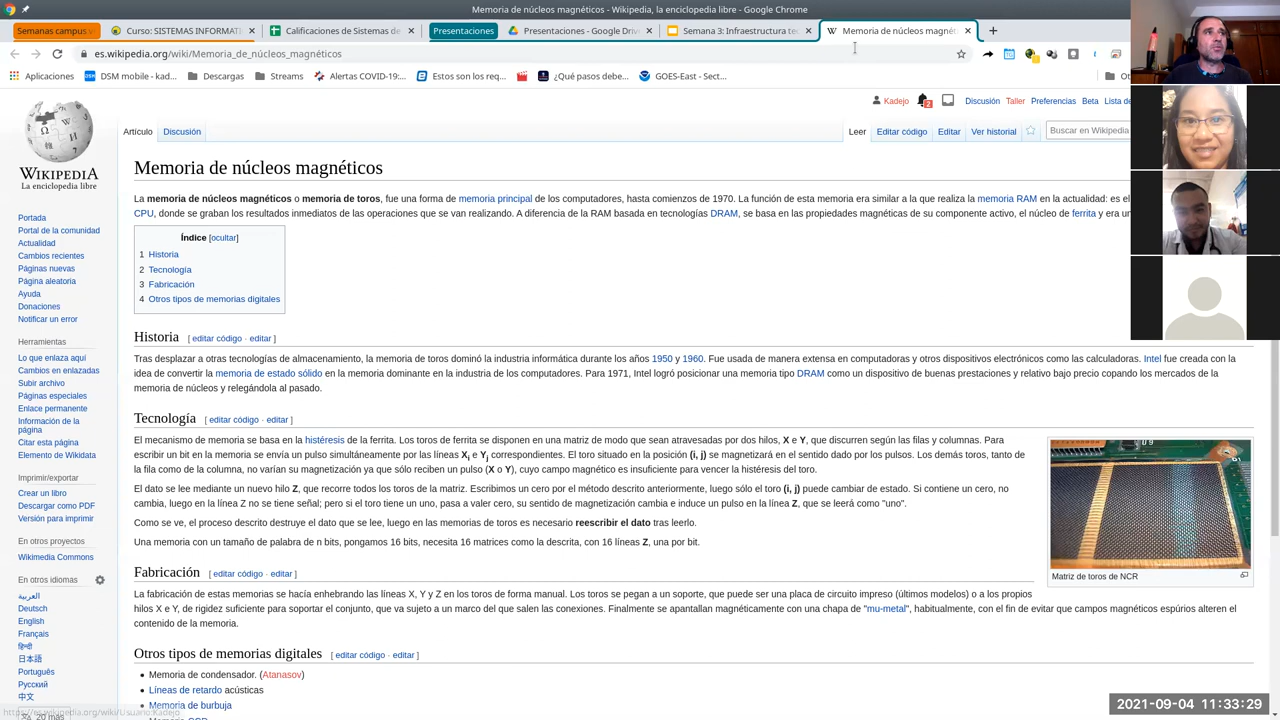 Memoria de núcleos magnéticos - Wikipedia, la enciclopedia libre - Google Chrome
Semanas campus v
Curso: SISTEMAS INFORMATI
Calificaciones de Sistemas de
Presentaciones
Presentaciones - Google Driv
Semana 3: Infraestructura te
Memoria de núcleos magnéti
es.wikipedia.org/wiki/Memoria_de_núcleos_magnéticos
Aplicaciones
DSM mobile - kad...
Descargas
Streams
Alertas COVID-19:...
Estos son los req...
¿Qué pasos debe...
GOES-East - Sect...
Ot
Kadejo
2
Discusión
Taller
Preferencias
Beta
Lista de
Artículo
Discusión
Leer
Editar código
Editar
Ver historial
Buscar en Wikipedia
WIKIPEDIA
La enciclopedia libre
Portada
Portal de la comunidad
Actualidad
Cambios recientes
Páginas nuevas
Página aleatoria
Ayuda
Donaciones
Notificar un error
Herramientas
Lo que enlaza aquí
Cambios en enlazadas
Subir archivo
Páginas especiales
Enlace permanente
Información de la
página
Citar esta página
Elemento de Wikidata
Imprimir/exportar
Crear un libro
Descargar como PDF
Versión para imprimir
En otros proyectos
Wikimedia Commons
En otros idiomas
العربية
Deutsch
English
Français
हिन्दी
日本語
Português
Русский
中文
20 más
Memoria de núcleos magnéticos
La memoria de núcleos magnéticos o memoria de toros, fue una forma de memoria principal de los computadores, hasta comienzos de 1970. La función de esta memoria era similar a la que realiza la memoria RAM en la actualidad: es el
CPU, donde se graban los resultados inmediatos de las operaciones que se van realizando. A diferencia de la RAM basada en tecnologías DRAM, se basa en las propiedades magnéticas de su componente activo, el núcleo de ferrita y era un
Índice [ocultar]
1 Historia
2 Tecnología
3 Fabricación
4 Otros tipos de memorias digitales
Historia [ editar código · editar ]
Tras desplazar a otras tecnologías de almacenamiento, la memoria de toros dominó la industria informática durante los años 1950 y 1960. Fue usada de manera extensa en computadoras y otros dispositivos electrónicos como las calculadoras. Intel fue creada con la
idea de convertir la memoria de estado sólido en la memoria dominante en la industria de los computadores. Para 1971, Intel logró posicionar una memoria tipo DRAM como un dispositivo de buenas prestaciones y relativo bajo precio copando los mercados de la
memoria de núcleos y relegándola al pasado.
Tecnología [ editar código · editar ]
El mecanismo de memoria se basa en la histéresis de la ferrita. Los toros de ferrita se disponen en una matriz de modo que sean atravesadas por dos hilos, X e Y, que discurren según las filas y columnas. Para
escribir un bit en la memoria se envía un pulso simultáneamente por las líneas Xi e Yj correspondientes. El toro situado en la posición (i, j) se magnetizará en el sentido dado por los pulsos. Los demás toros, tanto de
la fila como de la columna, no varían su magnetización ya que sólo reciben un pulso (X o Y), cuyo campo magnético es insuficiente para vencer la histéresis del toro.
El dato se lee mediante un nuevo hilo Z, que recorre todos los toros de la matriz. Escribimos un cero por el método descrito anteriormente, luego sólo el toro (i, j) puede cambiar de estado. Si contiene un cero, no
cambia, luego en la línea Z no se tiene señal; pero si el toro tiene un uno, pasa a valer cero, su sentido de magnetización cambia e induce un pulso en la línea Z, que se leerá como "uno".
Como se ve, el proceso descrito destruye el dato que se lee, luego en las memorias de toros es necesario reescribir el dato tras leerlo.
Una memoria con un tamaño de palabra de n bits, pongamos 16 bits, necesita 16 matrices como la descrita, con 16 líneas Z, una por bit.
Matriz de toros de NCR
Fabricación [ editar código · editar ]
La fabricación de estas memorias se hacía enhebrando las líneas X, Y y Z en los toros de forma manual. Los toros se pegan a un soporte, que puede ser una placa de circuito impreso (últimos modelos) o a los propios
hilos X e Y, de rigidez suficiente para soportar el conjunto, que va sujeto a un marco del que salen las conexiones. Finalmente se apantallan magnéticamente con una chapa de "mu-metal", habitualmente, con el fin de evitar que campos magnéticos espúrios alteren el
contenido de la memoria.
Otros tipos de memorias digitales [ editar código · editar ]
Memoria de condensador. (Atanasov)
Líneas de retardo acústicas
Memoria de burbuja
https://es.wikipedia.org/wiki/Usuario:Kadejo
2021-09-04 11:33:29